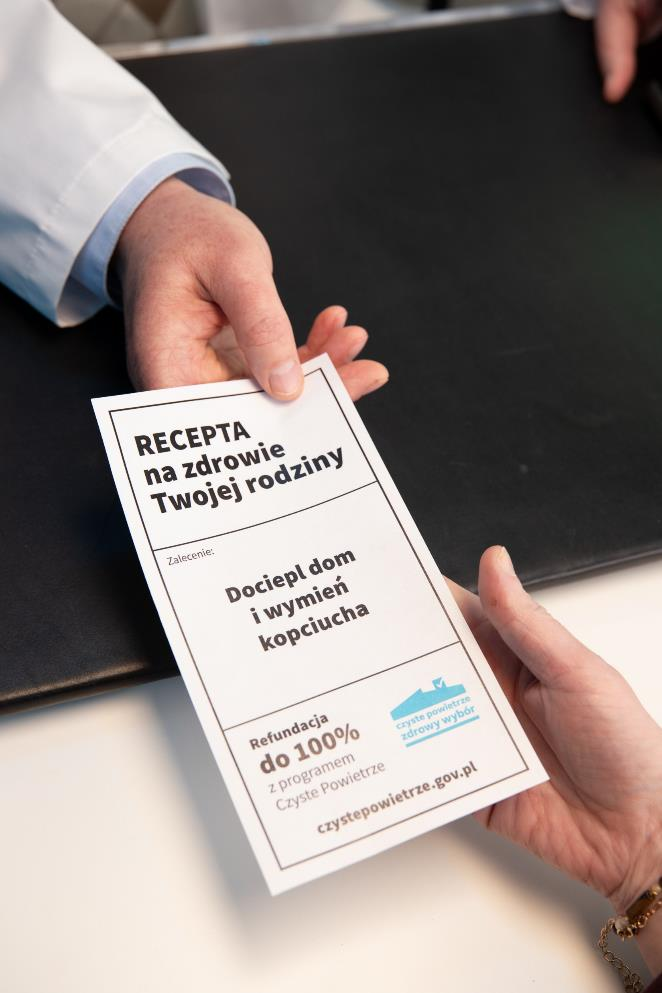 RECEPTA
na zdrowie
Twojej rodziny
Zalecenie:
Dociepl dom
i wymień
kopciucha
Refundacja
do 100%
z programem
Czyste Powietrze
czyste powietrze
zdrowy wybór
czystepowietrze.gov.pl